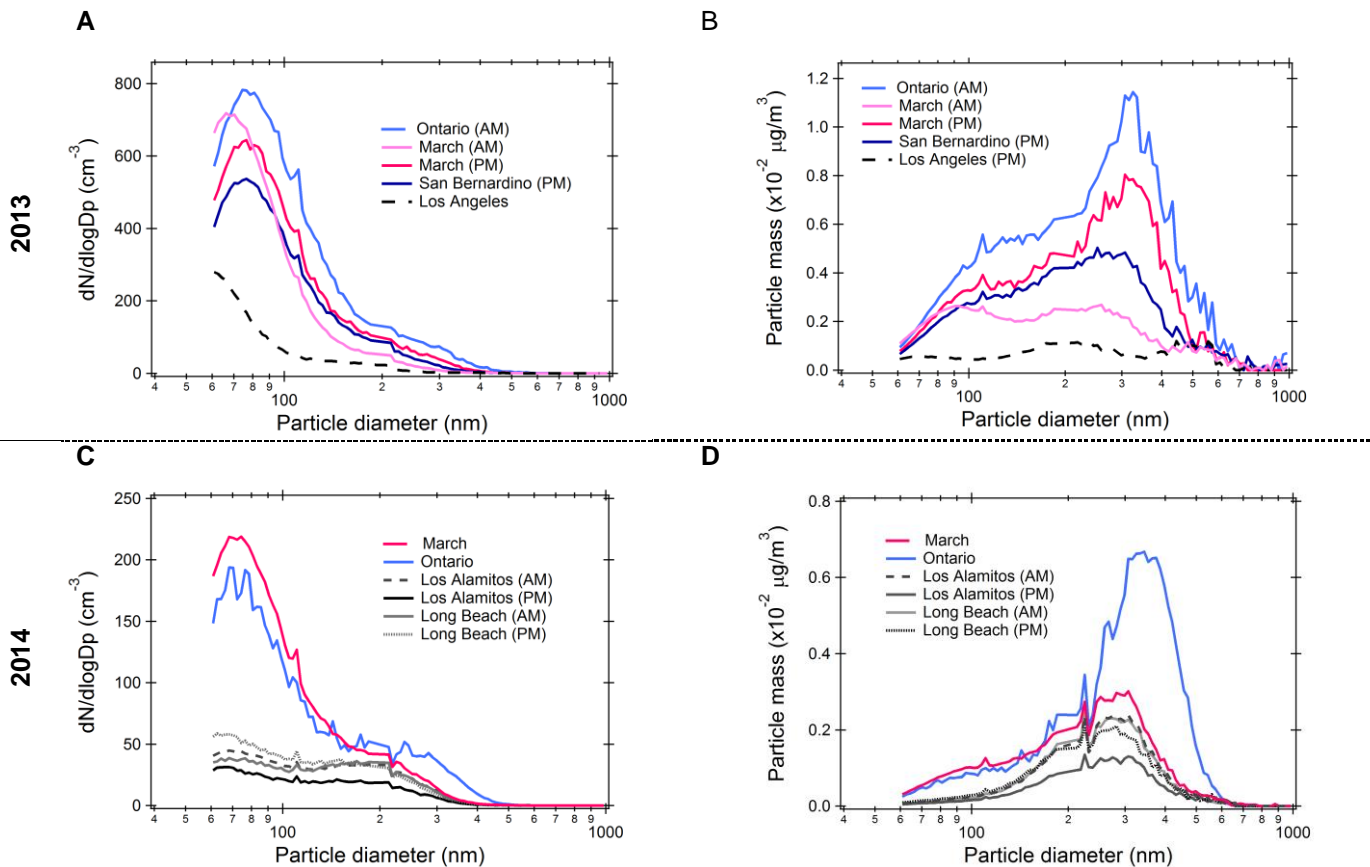 A
B
2013
800
600
400
200
0
dN/dlogDp (cm⁻³)
Ontario (AM)
March (AM)
March (PM)
San Bernardino (PM)
Los Angeles
4 5 6 7 8 9 100 2 3 4 5 6 7 8 9 1000
Particle diameter (nm)
1.2
1.0
0.8
0.6
0.4
0.2
0.0
Particle mass (x10⁻² µg/m³)
Ontario (AM)
March (AM)
March (PM)
San Bernardino (PM)
Los Angeles (PM)
4 5 6 7 8 9 100 2 3 4 5 6 7 8 9 1000
Particle diameter (nm)
C
D
2014
250
200
150
100
50
0
dN/dlogDp (cm⁻³)
March
Ontario
Los Alamitos (AM)
Los Alamitos (PM)
Long Beach (AM)
Long Beach (PM)
4 5 6 7 8 9 100 2 3 4 5 6 7 8 9 1000
Particle diameter (nm)
0.8
0.6
0.4
0.2
0.0
Particle mass (x10⁻² µg/m³)
March
Ontario
Los Alamitos (AM)
Los Alamitos (PM)
Long Beach (AM)
Long Beach (PM)
4 5 6 7 8 9 100 2 3 4 5 6 7 8 9 1000
Particle diameter (nm)